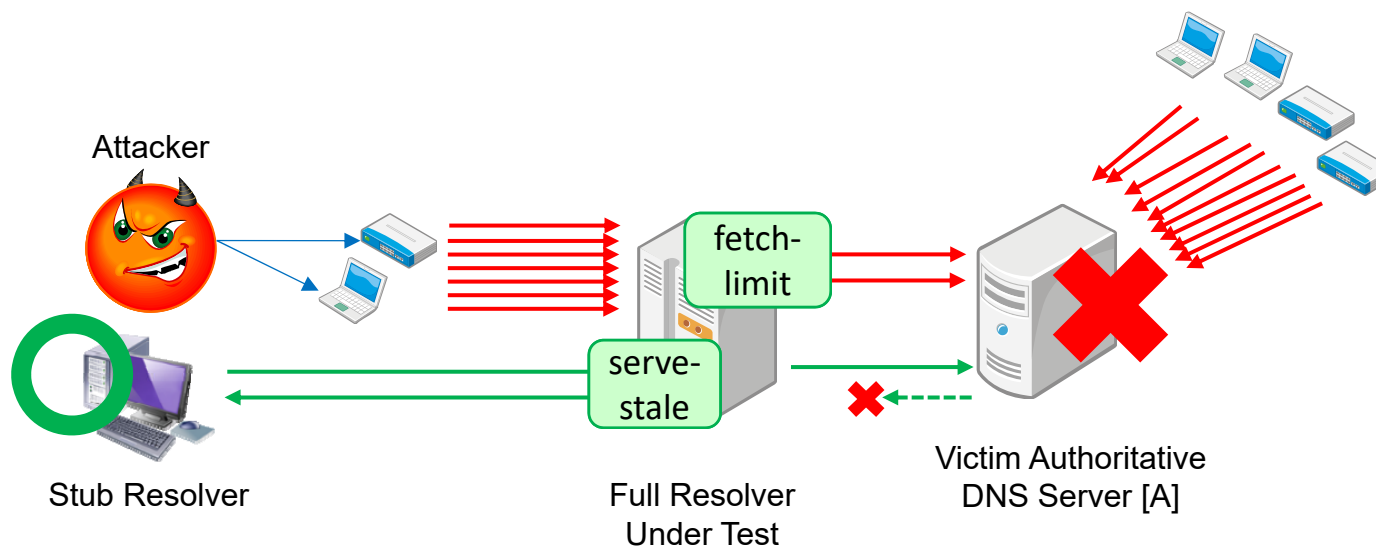 Attacker
fetch-
limit
serve-
stale
Stub Resolver
Full Resolver
Under Test
Victim Authoritative
DNS Server [A]